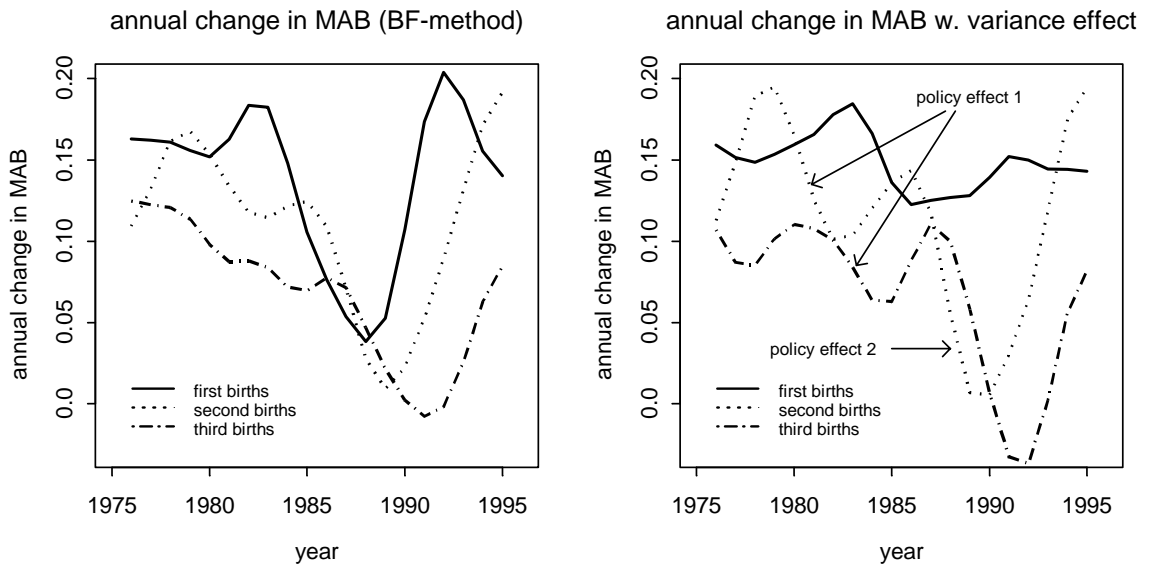 annual change in MAB (BF-method)
annual change in MAB
0.20
0.15
0.10
0.05
0.0
first births
second births
third births
1975
1980
1985
1990
1995
year
annual change in MAB w. variance effect
annual change in MAB
0.20
0.15
0.10
0.05
0.0
policy effect 1
policy effect 2
first births
second births
third births
1975
1980
1985
1990
1995
year